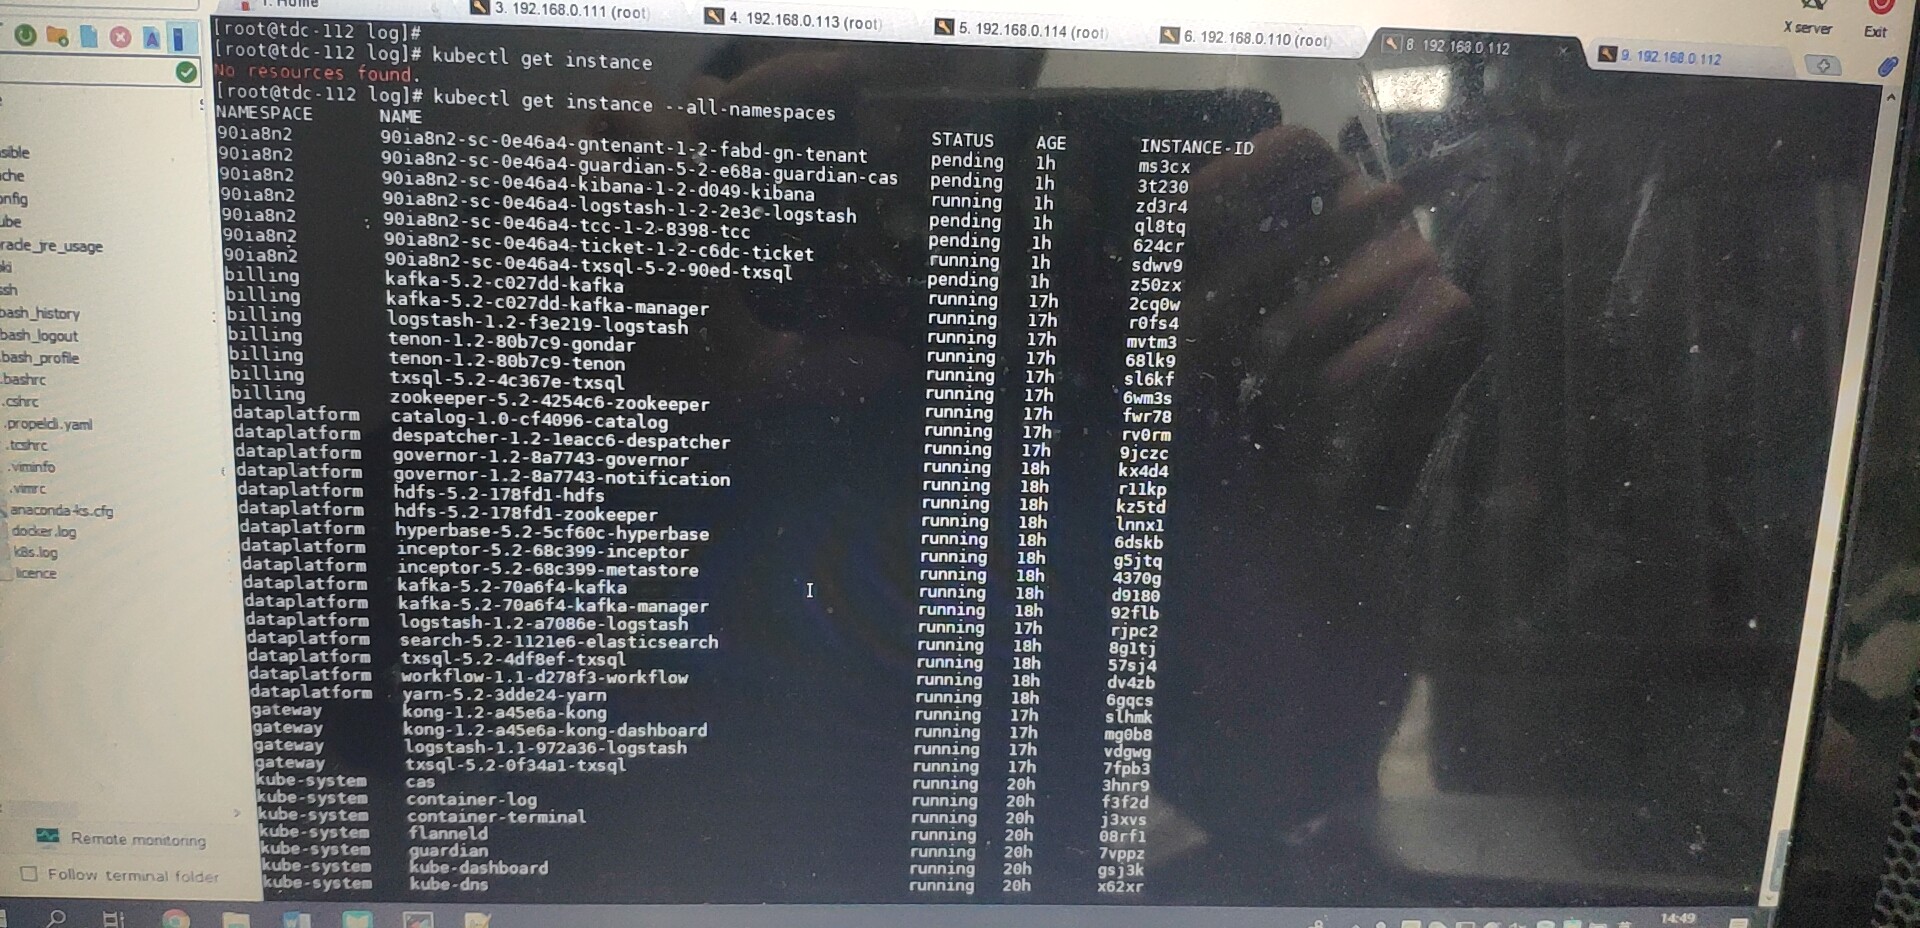 1. Home
3. 192.168.0.111 (root)
4. 192.168.0.113 (root)
5. 192.168.0.114 (root)
6. 192.168.0.110 (root)
8. 192.168.0.112
9. 192.168.0.112
X server
Exit
[root@tdc-112 log]#
[root@tdc-112 log]# kubectl get instance
No resources found.
[root@tdc-112 log]# kubectl get instance --all-namespaces
NAMESPACE NAME STATUS AGE INSTANCE-ID
90ia8n2 90ia8n2-sc-0e46a4-gntenant-1-2-fabd-gn-tenant pending 1h ms3cx
90ia8n2 90ia8n2-sc-0e46a4-guardian-5-2-e68a-guardian-cas pending 1h 3t230
90ia8n2 90ia8n2-sc-0e46a4-kibana-1-2-d049-kibana running 1h zd3r4
90ia8n2 90ia8n2-sc-0e46a4-logstash-1-2-2e3c-logstash pending 1h ql8tq
90ia8n2 90ia8n2-sc-0e46a4-tcc-1-2-8398-tcc pending 1h 624cr
90ia8n2 90ia8n2-sc-0e46a4-ticket-1-2-c6dc-ticket running 1h sdwv9
90ia8n2 90ia8n2-sc-0e46a4-txsql-5-2-90ed-txsql pending 1h z50zx
billing kafka-5.2-c027dd-kafka running 17h 2cq0w
billing kafka-5.2-c027dd-kafka-manager running 17h r0fs4
billing logstash-1.2-f3e219-logstash running 17h mvtm3
billing tenon-1.2-80b7c9-gondar running 17h 68lk9
billing tenon-1.2-80b7c9-tenon running 17h sl6kf
billing txsql-5.2-4c367e-txsql running 17h 6wm3s
billing zookeeper-5.2-4254c6-zookeeper running 17h fwr78
dataplatform catalog-1.0-cf4096-catalog running 17h rv0rm
dataplatform despatcher-1.2-1eacc6-despatcher running 17h 9jczc
dataplatform governor-1.2-8a7743-governor running 18h kx4d4
dataplatform governor-1.2-8a7743-notification running 18h r11kp
dataplatform hdfs-5.2-178fd1-hdfs running 18h kz5td
dataplatform hdfs-5.2-178fd1-zookeeper running 18h lnnxl
dataplatform hyperbase-5.2-5cf60c-hyperbase running 18h 6dskb
dataplatform inceptor-5.2-68c399-inceptor running 18h g5jtq
dataplatform inceptor-5.2-68c399-metastore running 18h 4370g
dataplatform kafka-5.2-70a6f4-kafka running 18h d9180
dataplatform kafka-5.2-70a6f4-kafka-manager running 18h 92flb
dataplatform logstash-1.2-a7086e-logstash running 17h rjpc2
dataplatform search-5.2-1121e6-elasticsearch running 18h 8gltj
dataplatform txsql-5.2-4df8ef-txsql running 18h 57sj4
dataplatform workflow-1.1-d278f3-workflow running 18h dv4zb
dataplatform yarn-5.2-3dde24-yarn running 18h 6gqcs
gateway kong-1.2-a45e6a-kong running 17h slhmk
gateway kong-1.2-a45e6a-kong-dashboard running 17h mg0b8
gateway logstash-1.1-972a36-logstash running 17h vdgwg
gateway txsql-5.2-0f34a1-txsql running 17h 7fpb3
kube-system cas running 20h 3hnr9
kube-system container-log running 20h f3f2d
kube-system container-terminal running 20h j3xvs
kube-system flanneld running 20h 08rf1
kube-system guardian running 20h 7vppz
kube-system kube-dashboard running 20h gsj3k
kube-system kube-dns running 20h x62xr
sible
che
onfig
ube
rade_jre_usage
ki
ssh
bash_history
bash_logout
.bash_profile
.bashrc
.cshrc
.propeldi.yaml
.tcshrc
.viminfo
.vimrc
anaconda-ks.cfg
docker.log
k8s.log
licence
Remote monitoring
Follow terminal folder
14:49